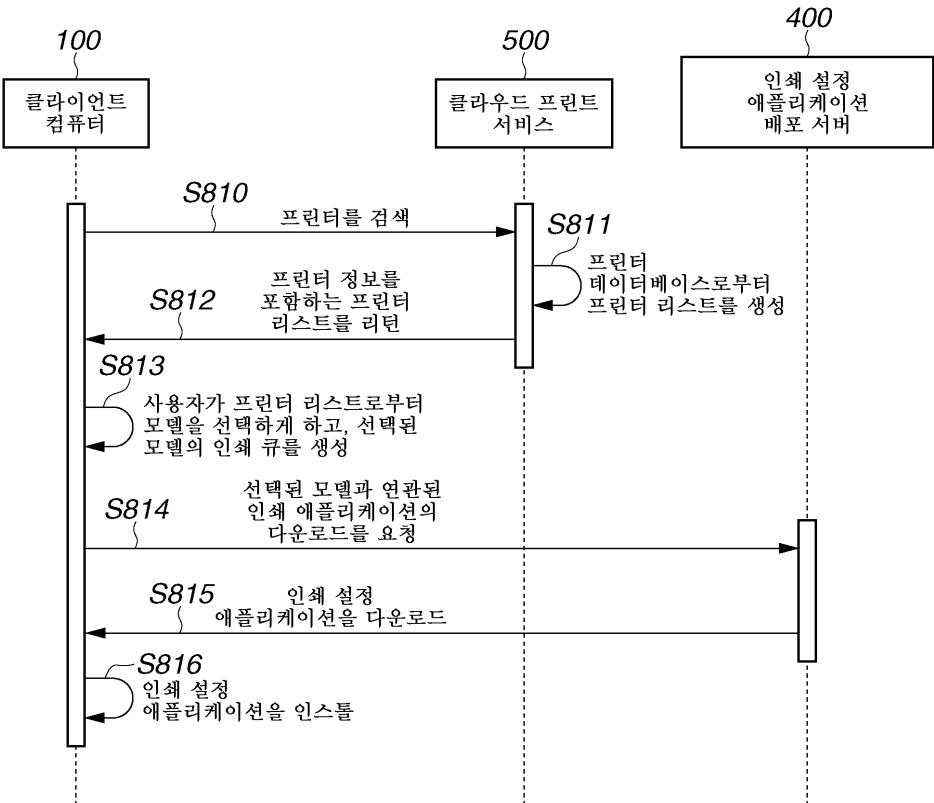 100
500
400
클라이언트
컴퓨터
클라우드 프린트
서비스
인쇄 설정
애플리케이션
배포 서버
S810
프린터를 검색
S811
프린터
데이터베이스로부터
프린터 리스트를 생성
프린터 정보를
포함하는 프린터
리스트를 리턴
S812
S813
사용자가 프린터 리스트로부터
모델을 선택하게 하고, 선택된
모델의 인쇄 큐를 생성
S814
선택된 모델과 연관된
인쇄 애플리케이션의
다운로드를 요청
S815
인쇄 설정
애플리케이션을 다운로드
S816
인쇄 설정
애플리케이션을 인스톨